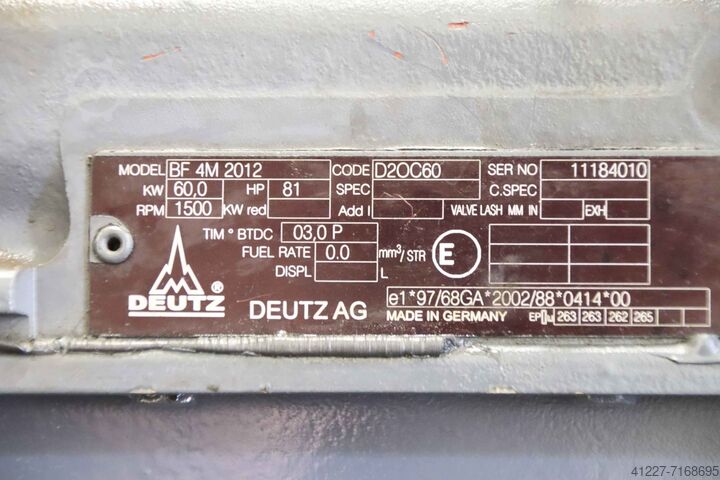 MODEL BF 4M 2012 CODE D2OC60 SER NO 11184010
KW 60,0 HP 81 SPEC C.SPEC
RPM 1500 KW red Add I VALVE LASH MM IN EXH
TIM ° BTDC 03,0 P
FUEL RATE 0.0 mm³/STR E
DISPL L
DEUTZ ®
DEUTZ AG
e1*97/68GA*2002/88*0414*00
MADE IN GERMANY EP 263 263 262 265
41227-7168695